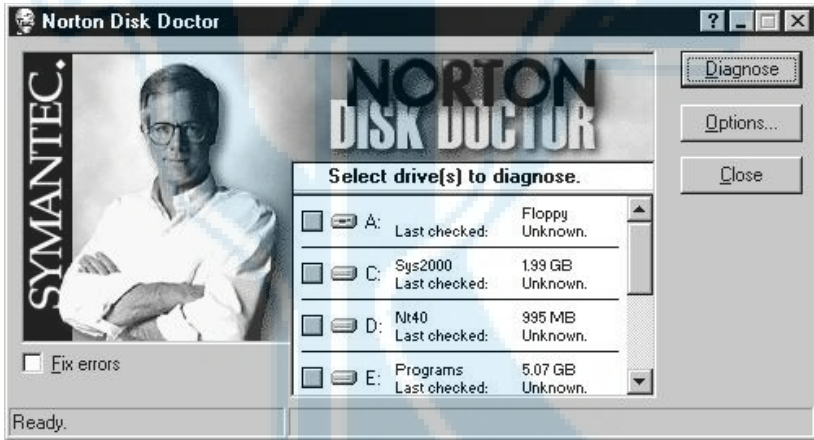 Norton Disk Doctor
SYMANTEC.
NORTON
DISK DOCTOR
Select drive(s) to diagnose.
A: Floppy
Last checked: Unknown.
C: Sys2000 1.99 GB
Last checked: Unknown.
D: Nt40 995 MB
Last checked: Unknown.
E: Programs 5.07 GB
Last checked: Unknown.
Diagnose
Options...
Close
Fix errors
Ready.